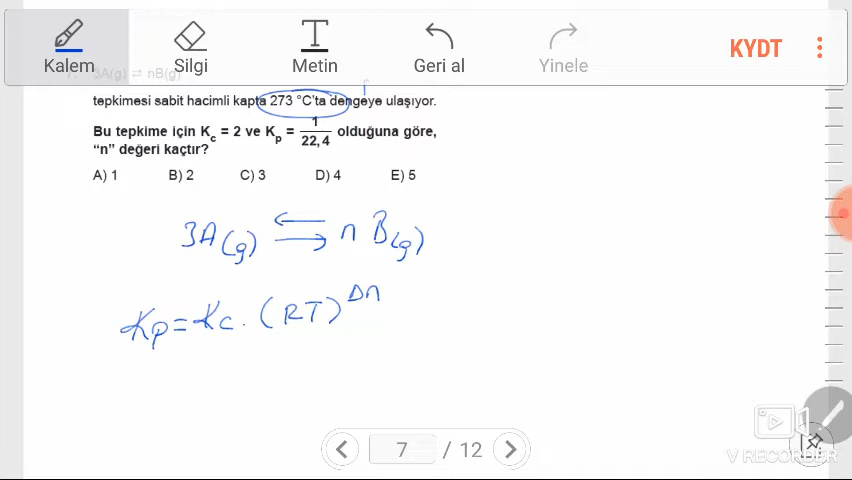 Kalem
Silgi
Metin
Geri al
Yinele
KYDT
3A(g) ⇌ nB(g)
tepkimesi sabit hacimli kapta 273 °C'ta dengeye ulaşıyor.
Bu tepkime için Kc = 2 ve Kp = 1/22,4 olduğuna göre,
"n" değeri kaçtır?
A) 1 B) 2 C) 3 D) 4 E) 5
3A(g) ⇌ n B(g)
Kp = Kc . (RT)^Δn
7 / 12
V RECORDER